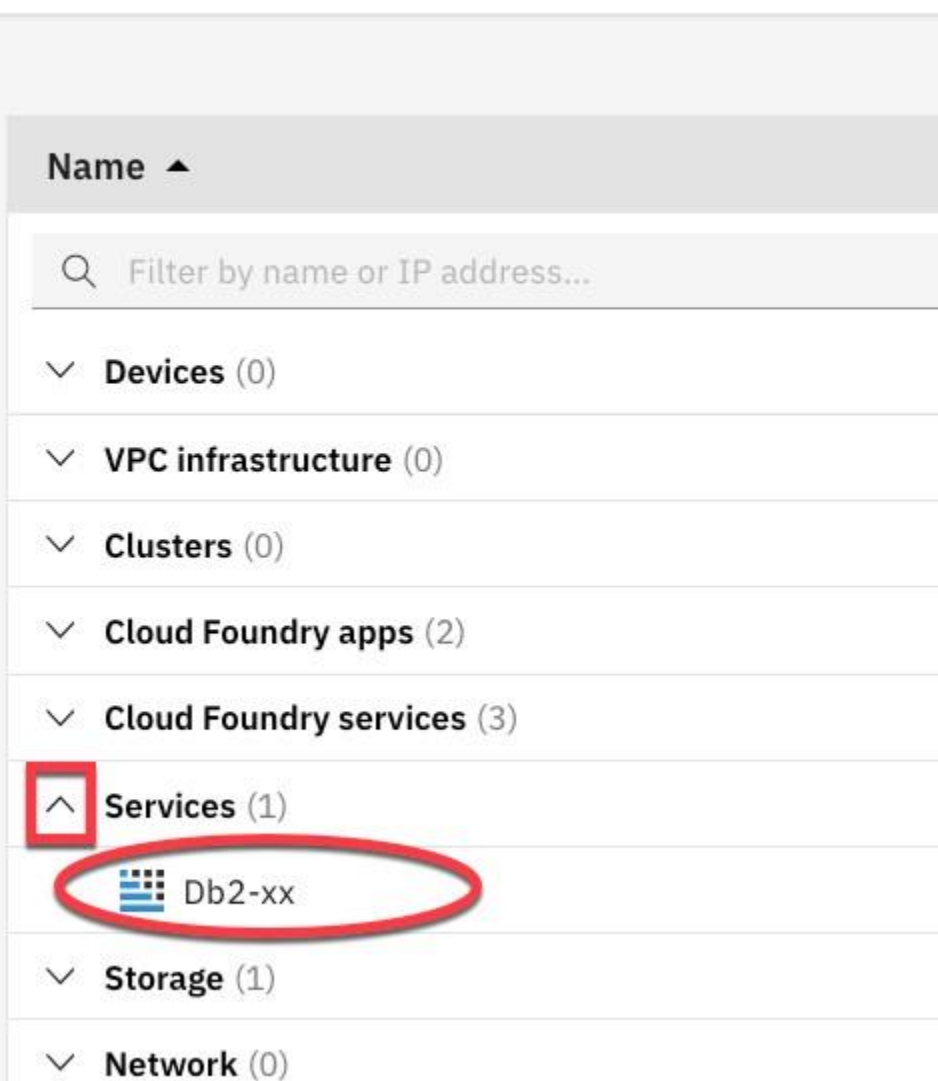 Name
Filter by name or IP address...
Devices (0)
VPC infrastructure (0)
Clusters (0)
Cloud Foundry apps (2)
Cloud Foundry services (3)
Services (1)
Db2-xx
Storage (1)
Network (0)